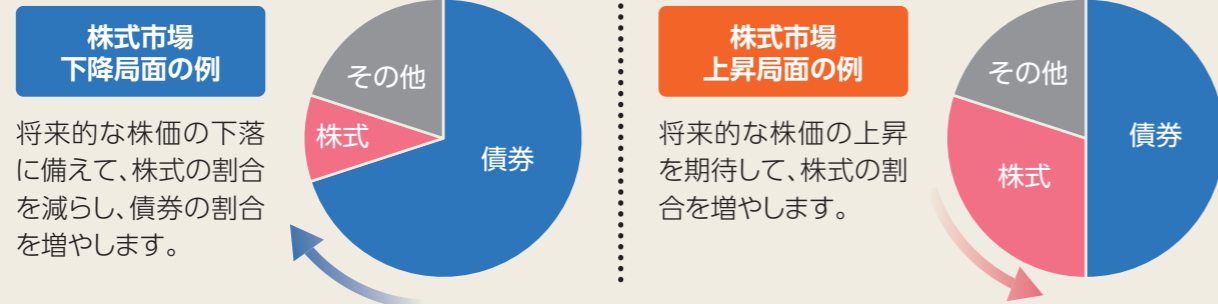 株式市場
下降局面の例
将来的な株価の下落
に備えて、株式の割合
を減らし、債券の割合
を増やします。
その他
株式
債券
株式市場
上昇局面の例
将来的な株価の上昇
を期待して、株式の割
合を増やします。
その他
株式
債券